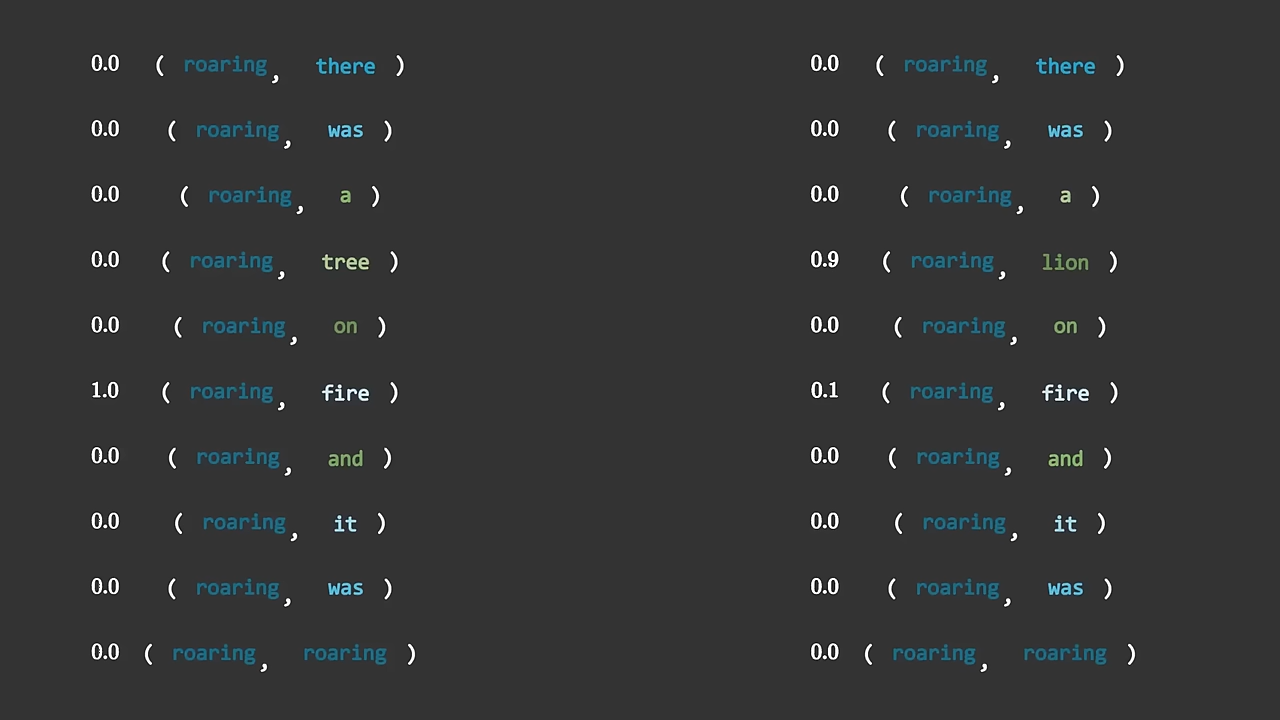 0.0 ( roaring, there )
0.0 ( roaring, was )
0.0 ( roaring, a )
0.0 ( roaring, tree )
0.0 ( roaring, on )
1.0 ( roaring, fire )
0.0 ( roaring, and )
0.0 ( roaring, it )
0.0 ( roaring, was )
0.0 ( roaring, roaring )
0.0 ( roaring, there )
0.0 ( roaring, was )
0.0 ( roaring, a )
0.9 ( roaring, lion )
0.0 ( roaring, on )
0.1 ( roaring, fire )
0.0 ( roaring, and )
0.0 ( roaring, it )
0.0 ( roaring, was )
0.0 ( roaring, roaring )